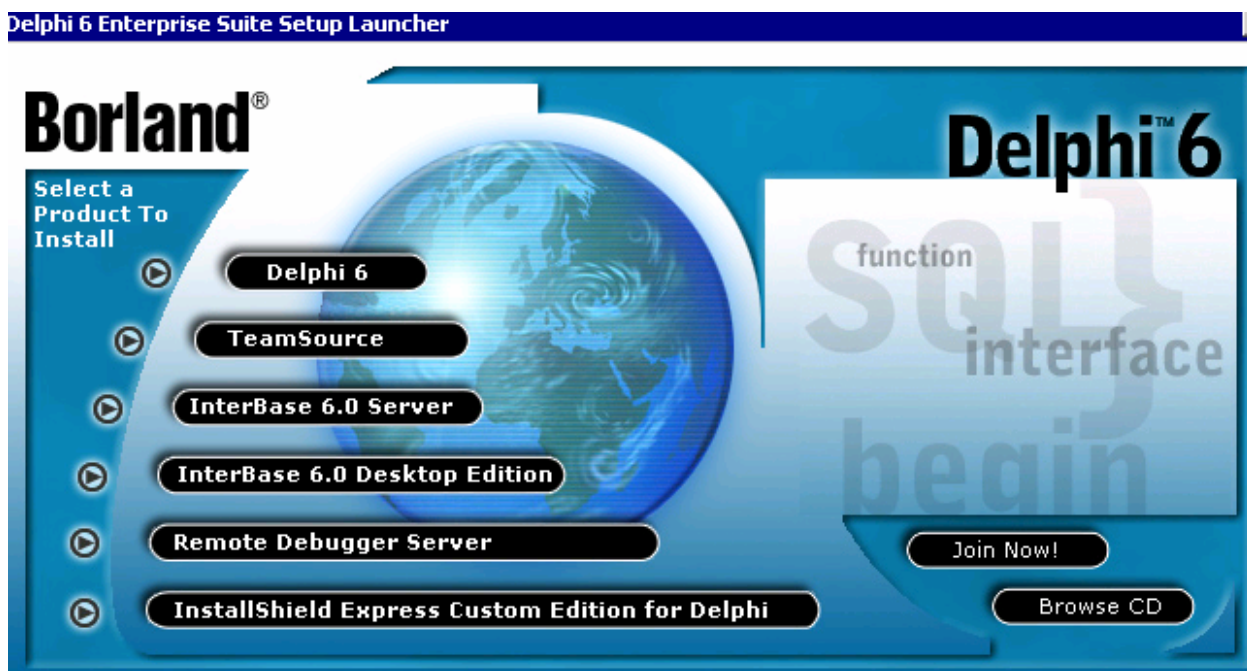 Delphi 6 Enterprise Suite Setup Launcher
Borland®
Delphi™ 6
Select a
Product To
Install
Delphi 6
TeamSource
InterBase 6.0 Server
InterBase 6.0 Desktop Edition
Remote Debugger Server
InstallShield Express Custom Edition for Delphi
SQL}
function
interface
begin
Join Now!
Browse CD